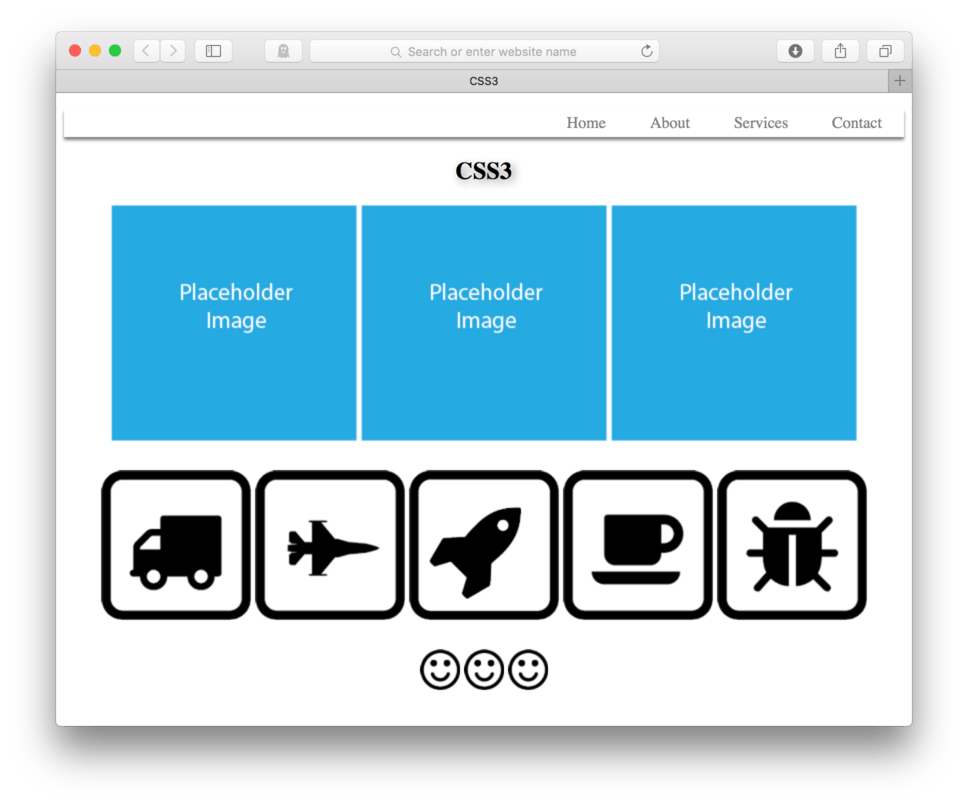 Search or enter website name
CSS3
Home About Services Contact
CSS3
Placeholder
Image
Placeholder
Image
Placeholder
Image